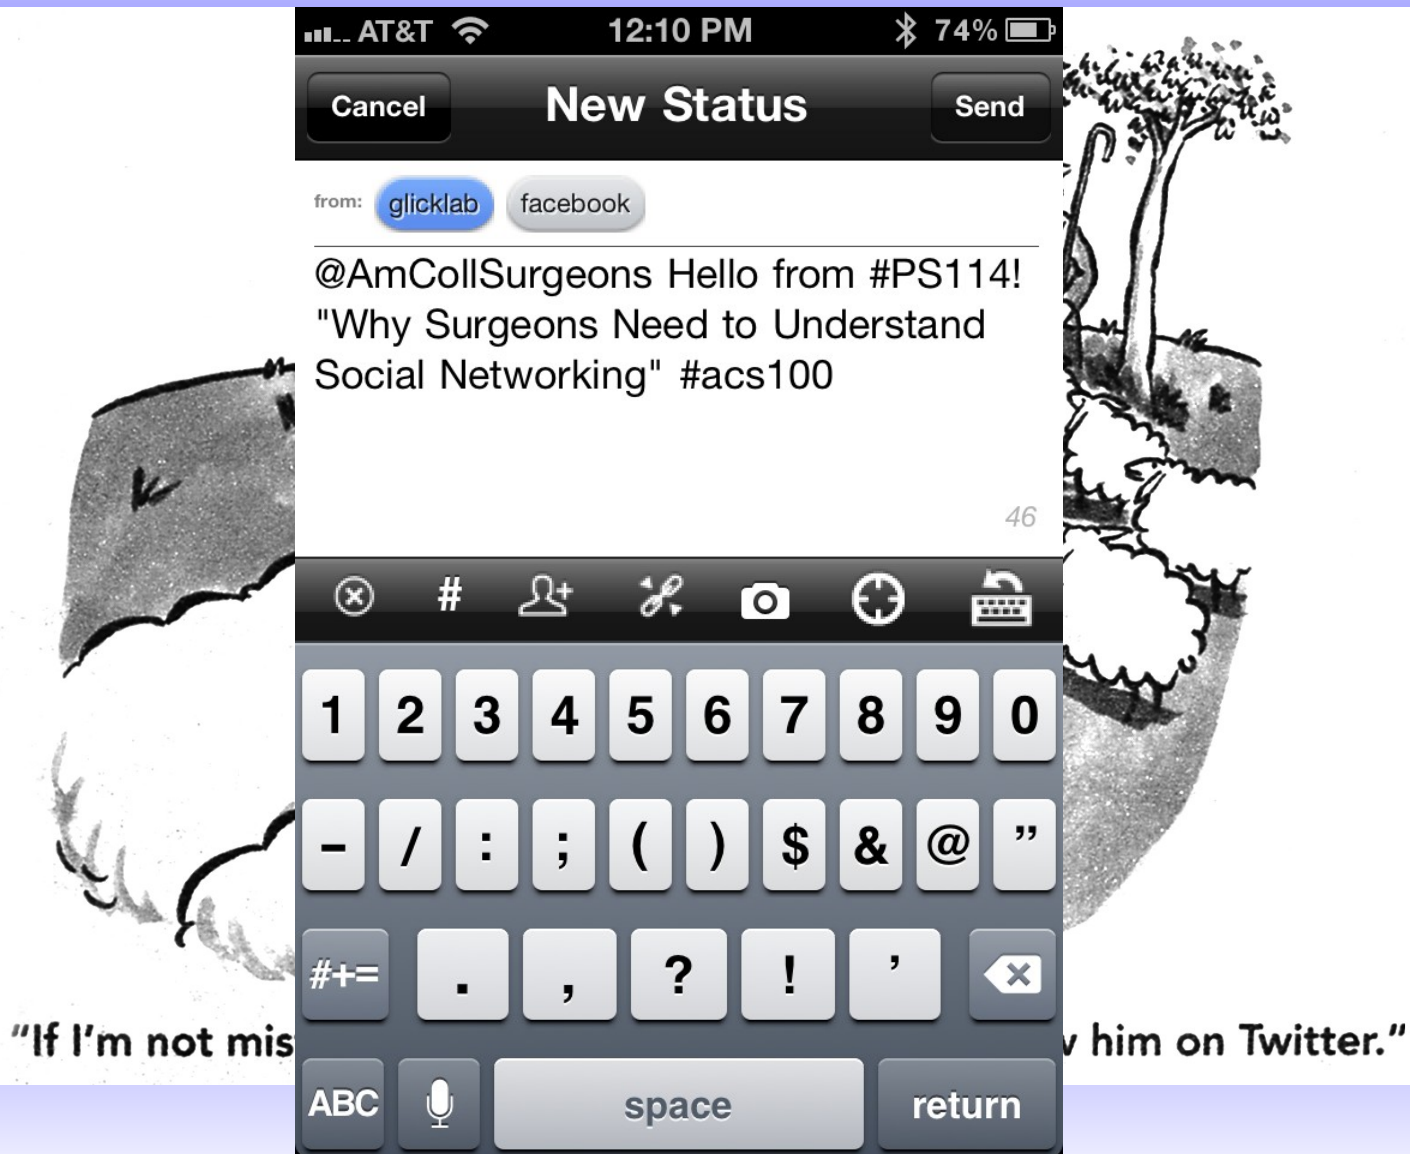 AT&T 12:10 PM 74%
Cancel New Status Send
from: glicklab facebook
@AmCollSurgeons Hello from #PS114!
"Why Surgeons Need to Understand
Social Networking" #acs100
46
#
1 2 3 4 5 6 7 8 9 0
- / : ; ( ) $ & @ ”
#+= . , ? ! ’
"If I'm not him on Twitter."
ABC space return